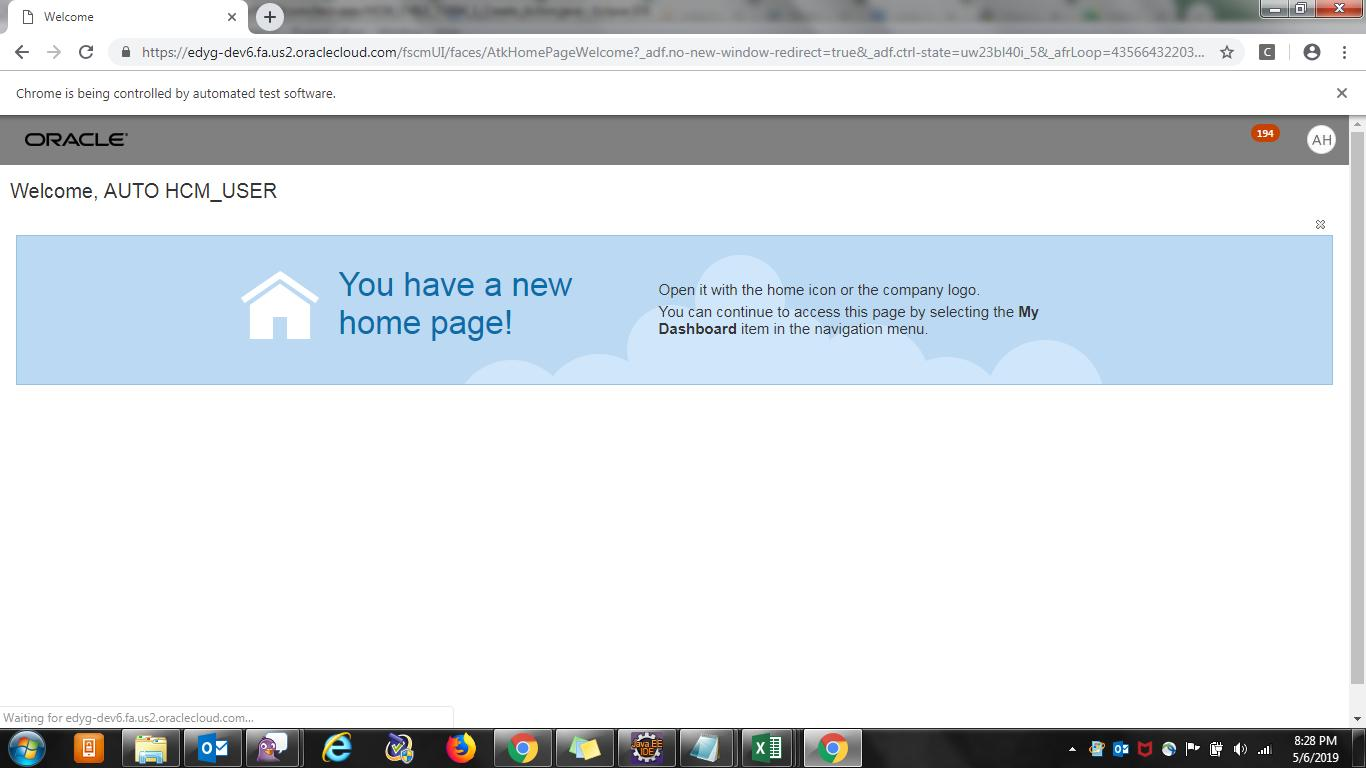 Welcome
https://edyg-dev6.fa.us2.oraclecloud.com/fscmUI/faces/AtkHomePageWelcome?_adf.no-new-window-redirect=true&_adf.ctrl-state=uw23bl40i_5&_afrLoop=43566432203...
C
Chrome is being controlled by automated test software.
ORACLE
194
AH
Welcome, AUTO HCM_USER
You have a new
home page!
Open it with the home icon or the company logo.
You can continue to access this page by selecting the My
Dashboard item in the navigation menu.
Waiting for edyg-dev6.fa.us2.oraclecloud.com...
Java EE
IDE
8:28 PM
5/6/2019